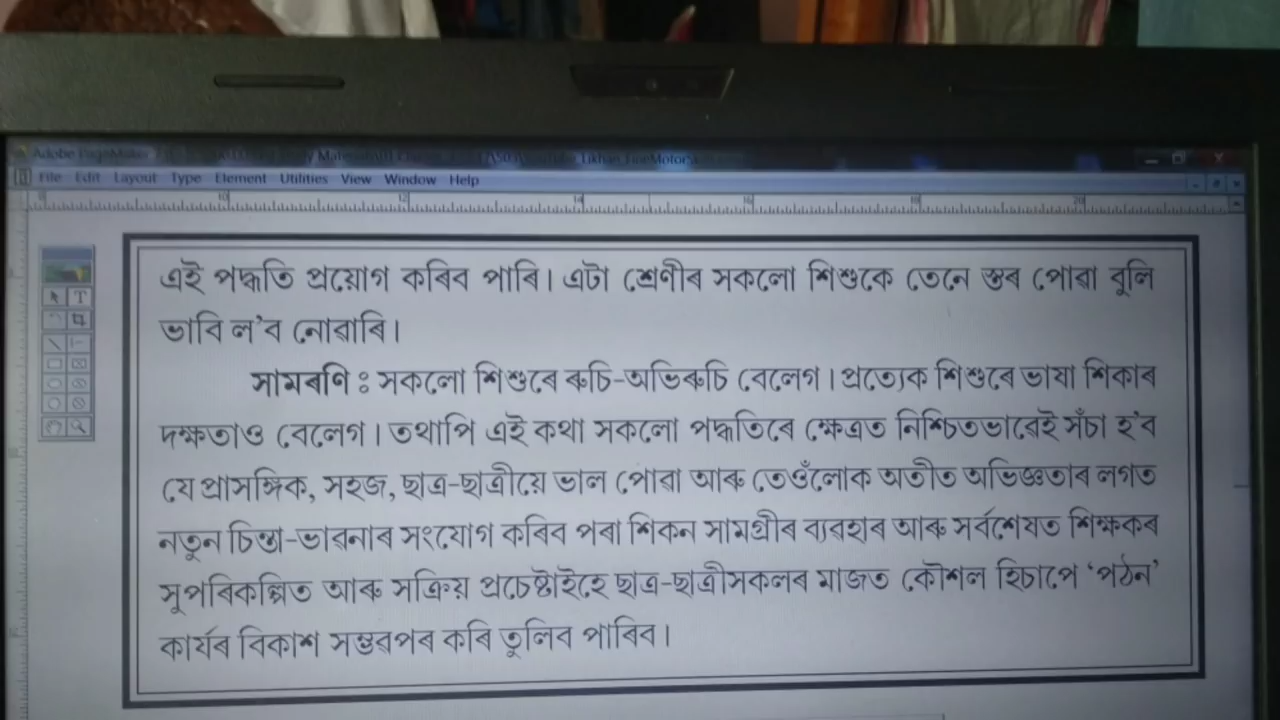 Adobe PageMaker
File Edit Layout Type Element Utilities View Window Help
এই পদ্ধতি প্ৰয়োগ কৰিব পাৰি। এটা শ্ৰেণীৰ সকলো শিশুকে তেনে স্তৰ পোৱা বুলি
ভাবি ল'ব নোৱাৰি।
সামৰণি : সকলো শিশুৰে ৰুচি-অভিৰুচি বেলেগ। প্ৰত্যেক শিশুৰে ভাষা শিকাৰ
দক্ষতাও বেলেগ। তথাপি এই কথা সকলো পদ্ধতিৰে ক্ষেত্ৰত নিশ্চিতভাৱেই সঁচা হ'ব
যে প্ৰাসঙ্গিক, সহজ, ছাত্ৰ-ছাত্ৰীয়ে ভাল পোৱা আৰু তেওঁলোক অতীত অভিজ্ঞতাৰ লগত
নতুন চিন্তা-ভাৱনাৰ সংযোগ কৰিব পৰা শিকন সামগ্ৰীৰ ব্যৱহাৰ আৰু সৰ্বশেষত শিক্ষকৰ
সুপৰিকল্পিত আৰু সক্ৰিয় প্ৰচেষ্টাইহে ছাত্ৰ-ছাত্ৰীসকলৰ মাজত কৌশল হিচাপে ‘পঠন’
কাৰ্যৰ বিকাশ সম্ভৱপৰ কৰি তুলিব পাৰিব।